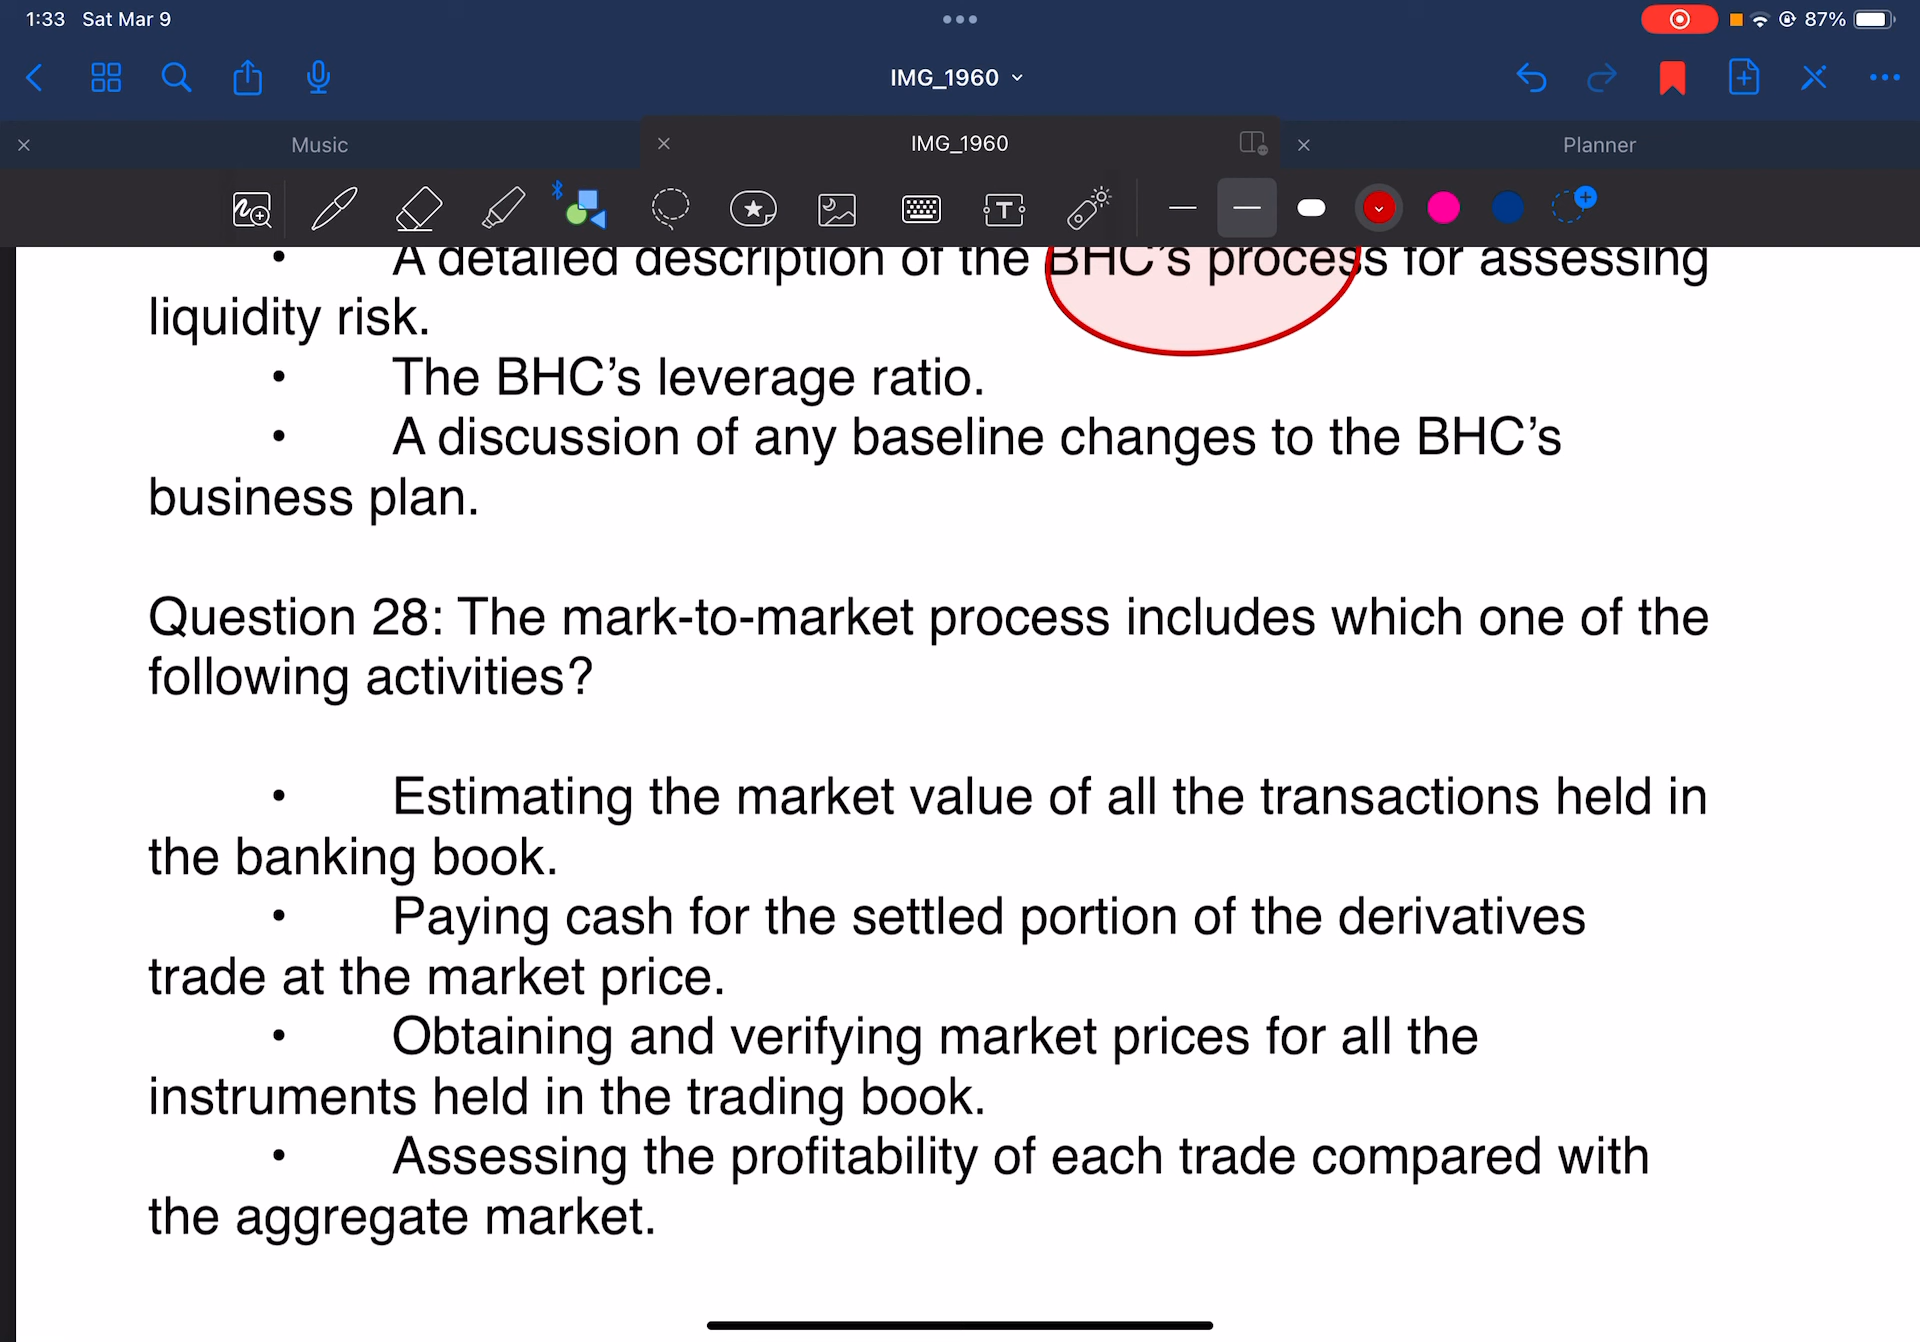 1:33 Sat Mar 9
87%
IMG_1960
Music
IMG_1960
Planner
T
• A detailed description of the BHC’s process for assessing
liquidity risk.
• The BHC’s leverage ratio.
• A discussion of any baseline changes to the BHC’s
business plan.
Question 28: The mark-to-market process includes which one of the
following activities?
• Estimating the market value of all the transactions held in
the banking book.
• Paying cash for the settled portion of the derivatives
trade at the market price.
• Obtaining and verifying market prices for all the
instruments held in the trading book.
• Assessing the profitability of each trade compared with
the aggregate market.